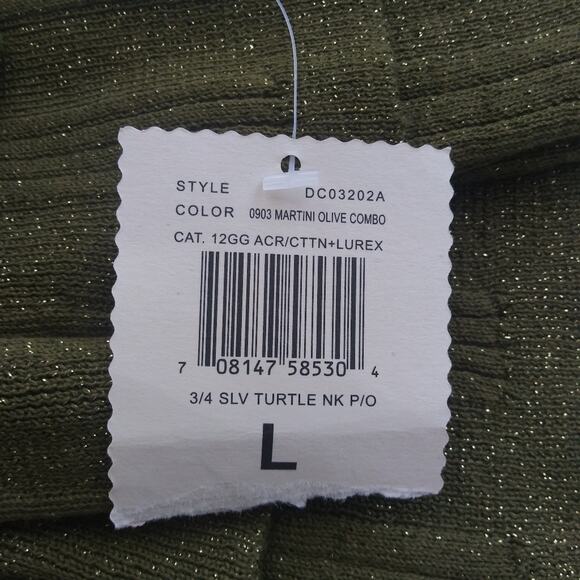 STYLE DC03202A
COLOR 0903 MARTINI OLIVE COMBO
CAT. 12GG ACR/CTTN+LUREX
7 08147 58530 4
3/4 SLV TURTLE NK P/O
L